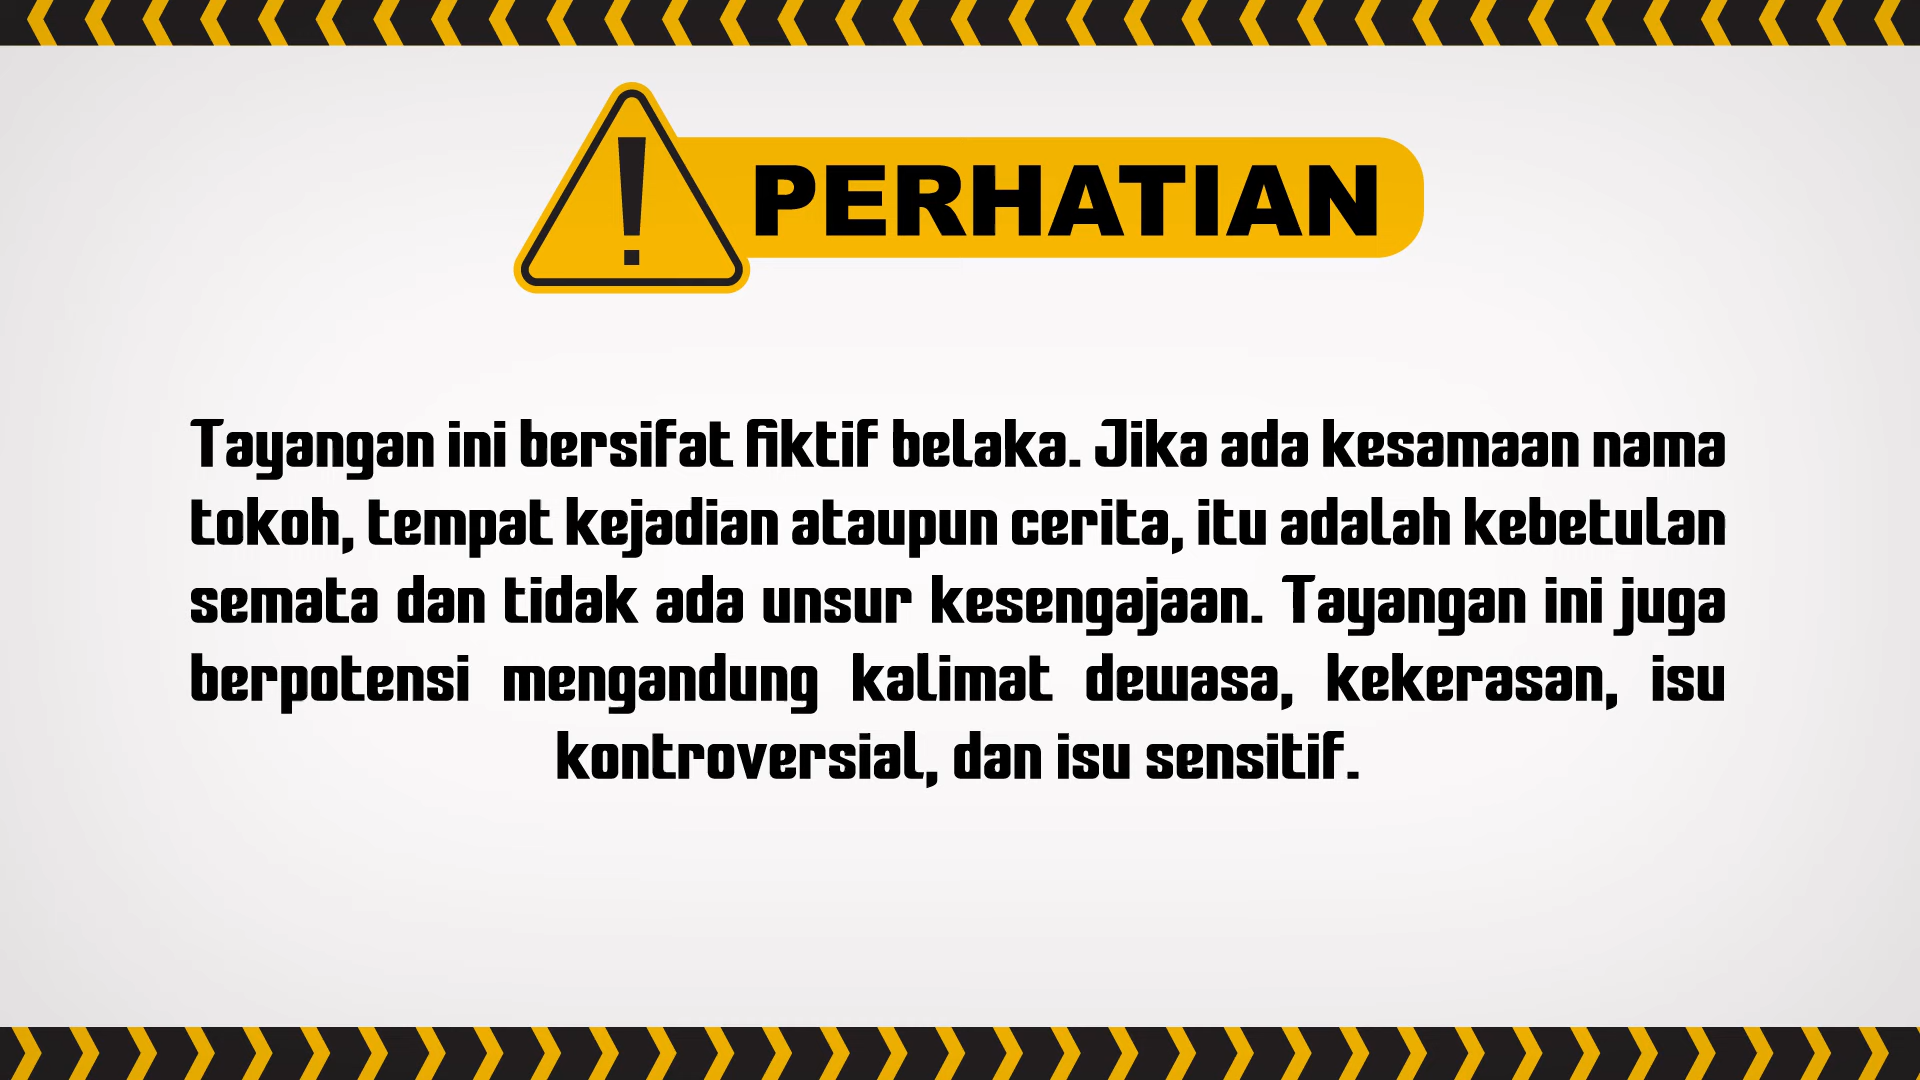 PERHATIAN
Tayangan ini bersifat fiktif belaka. Jika ada kesamaan nama
tokoh, tempat kejadian ataupun cerita, itu adalah kebetulan
semata dan tidak ada unsur kesengajaan. Tayangan ini juga
berpotensi mengandung kalimat dewasa, kekerasan, isu
kontroversial, dan isu sensitif.